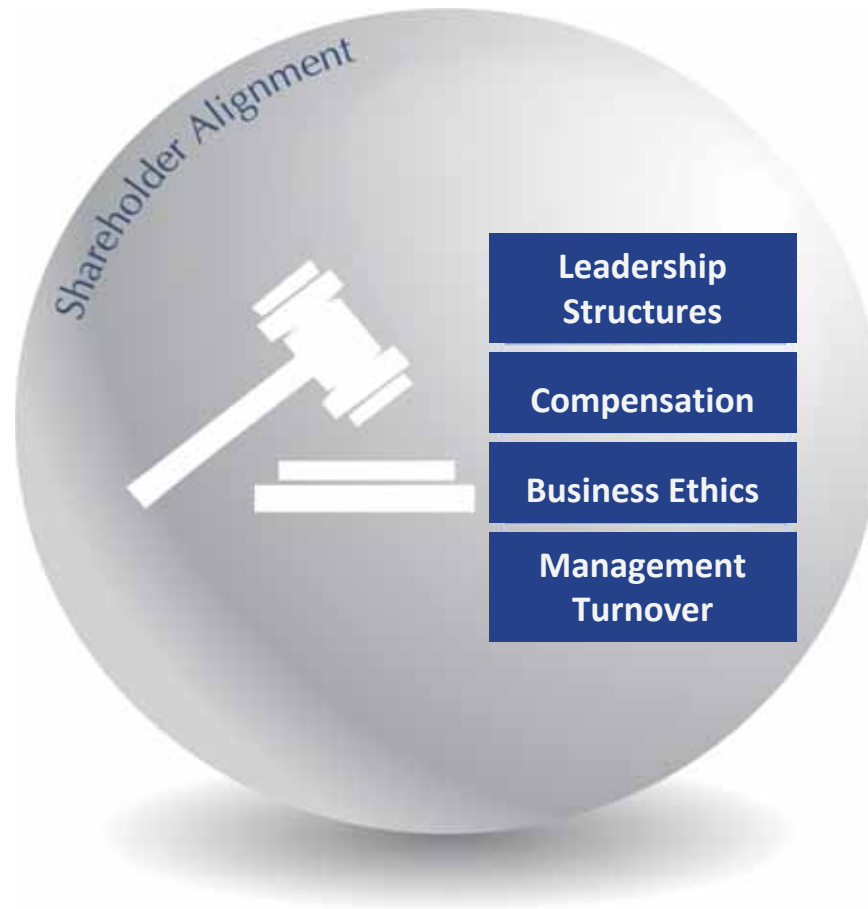 Shareholder Alignment
Leadership
Structures
Compensation
Business Ethics
Management
Turnover